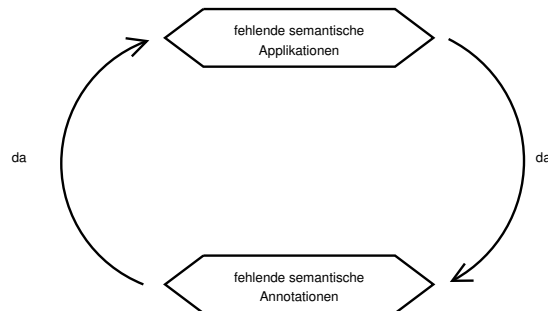 fehlende semantische
Applikationen
da
da
fehlende semantische
Annotationen